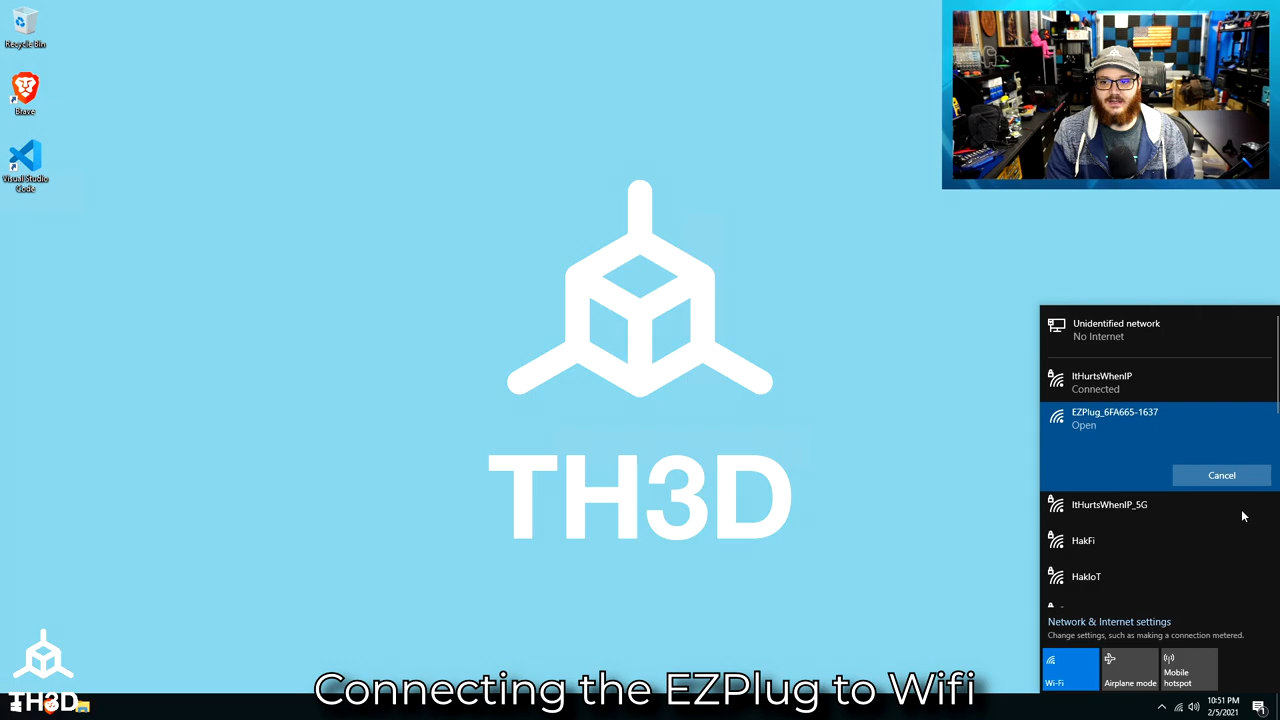 Recycle Bin
Brave
Visual Studio
Code
TH3D
Unidentified network
No Internet
ItHurtsWhenIP
Connected
EZPlug_6FA665-1637
Open
Cancel
ItHurtsWhenIP_5G
HakFi
HakIoT
Network & Internet settings
Change settings, such as making a connection metered.
Wi-Fi
Airplane mode
Mobile
hotspot
TH3D
Connecting the EZPlug to Wifi
10:51 PM
2/5/2021
1